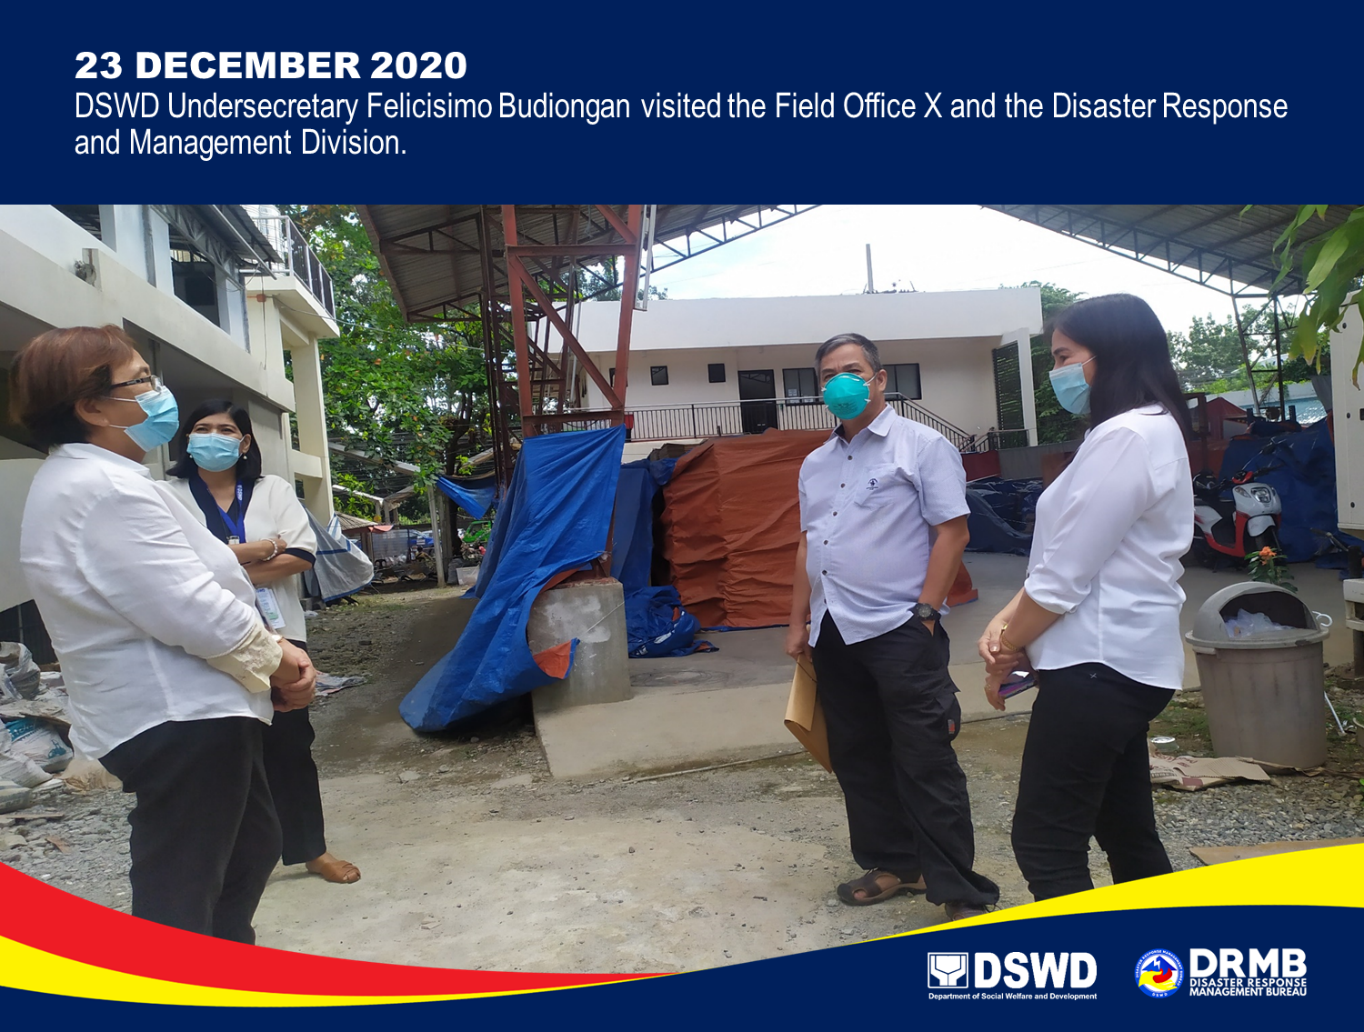 23 DECEMBER 2020
DSWD Undersecretary Felicisimo Budiongan visited the Field Office X and the Disaster Response
and Management Division.
DSWD
Department of Social Welfare and Development
DRMB
DISASTER RESPONSE
MANAGEMENT BUREAU